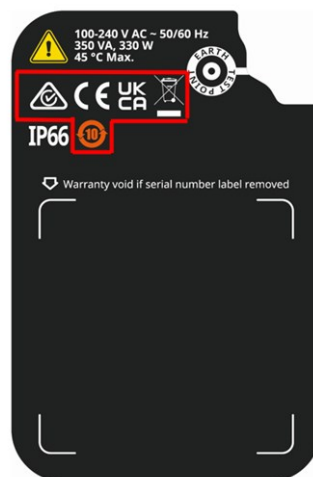 100-240 V AC ~ 50/60 Hz
350 VA, 330 W
45 °C Max.
EARTH
TEST POINT
CE UK
CA
IP66 10
Warranty void if serial number label removed